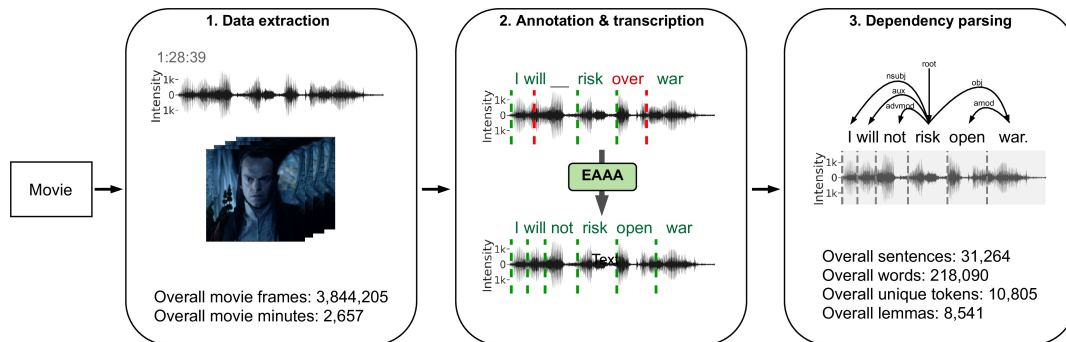 1. Data extraction
2. Annotation & transcription
3. Dependency parsing
Movie
1:28:39
Intensity
1k
0
1k
Overall movie frames: 3,844,205
Overall movie minutes: 2,657
I will risk over war
Intensity
1k
0
1k
EAAA
I will not risk open war
Intensity
1k
0
1k
Text
root
nsubj
obj
aux
advmod
amod
I will not risk open war.
Intensity
1k
0
1k
Overall sentences: 31,264
Overall words: 218,090
Overall unique tokens: 10,805
Overall lemmas: 8,541